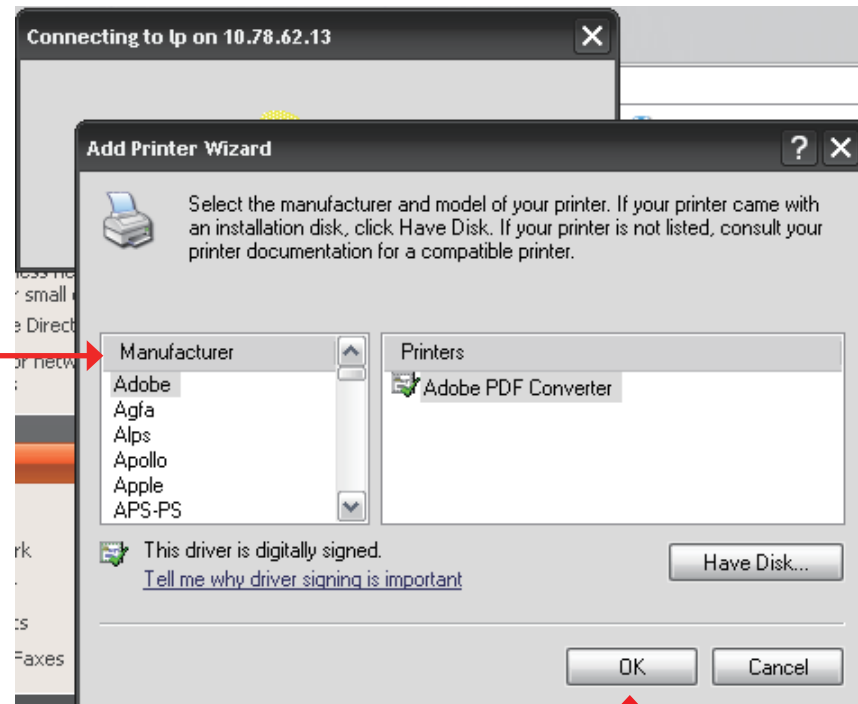 Connecting to lp on 10.78.62.13
Add Printer Wizard
Select the manufacturer and model of your printer. If your printer came with
an installation disk, click Have Disk. If your printer is not listed, consult your
printer documentation for a compatible printer.
small
Direct
Manufacturer
Printers
Adobe
Adobe PDF Converter
Agfa
Alps
Apollo
Apple
APS-PS
This driver is digitally signed.
Have Disk...
Tell me why driver signing is important
Faxes
OK
Cancel